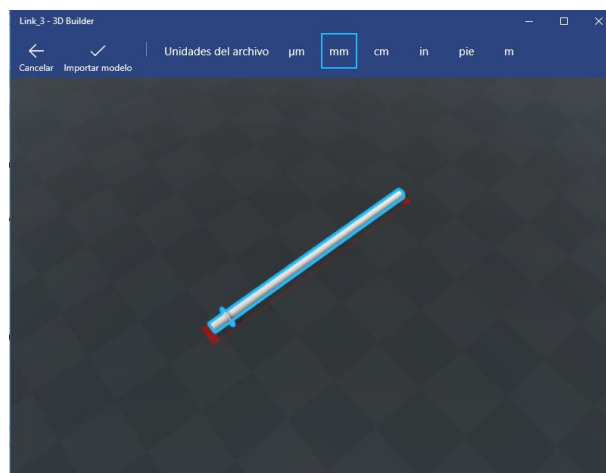 Link_3 - 3D Builder
Cancelar Importar modelo Unidades del archivo µm mm cm in pie m